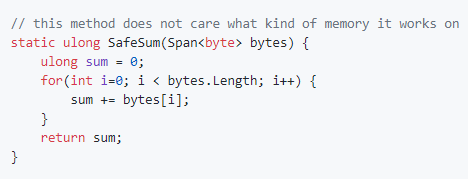 // this method does not care what kind of memory it works on
static ulong SafeSum(Span<byte> bytes) {
    ulong sum = 0;
    for(int i=0; i < bytes.Length; i++) {
        sum += bytes[i];
    }
    return sum;
}